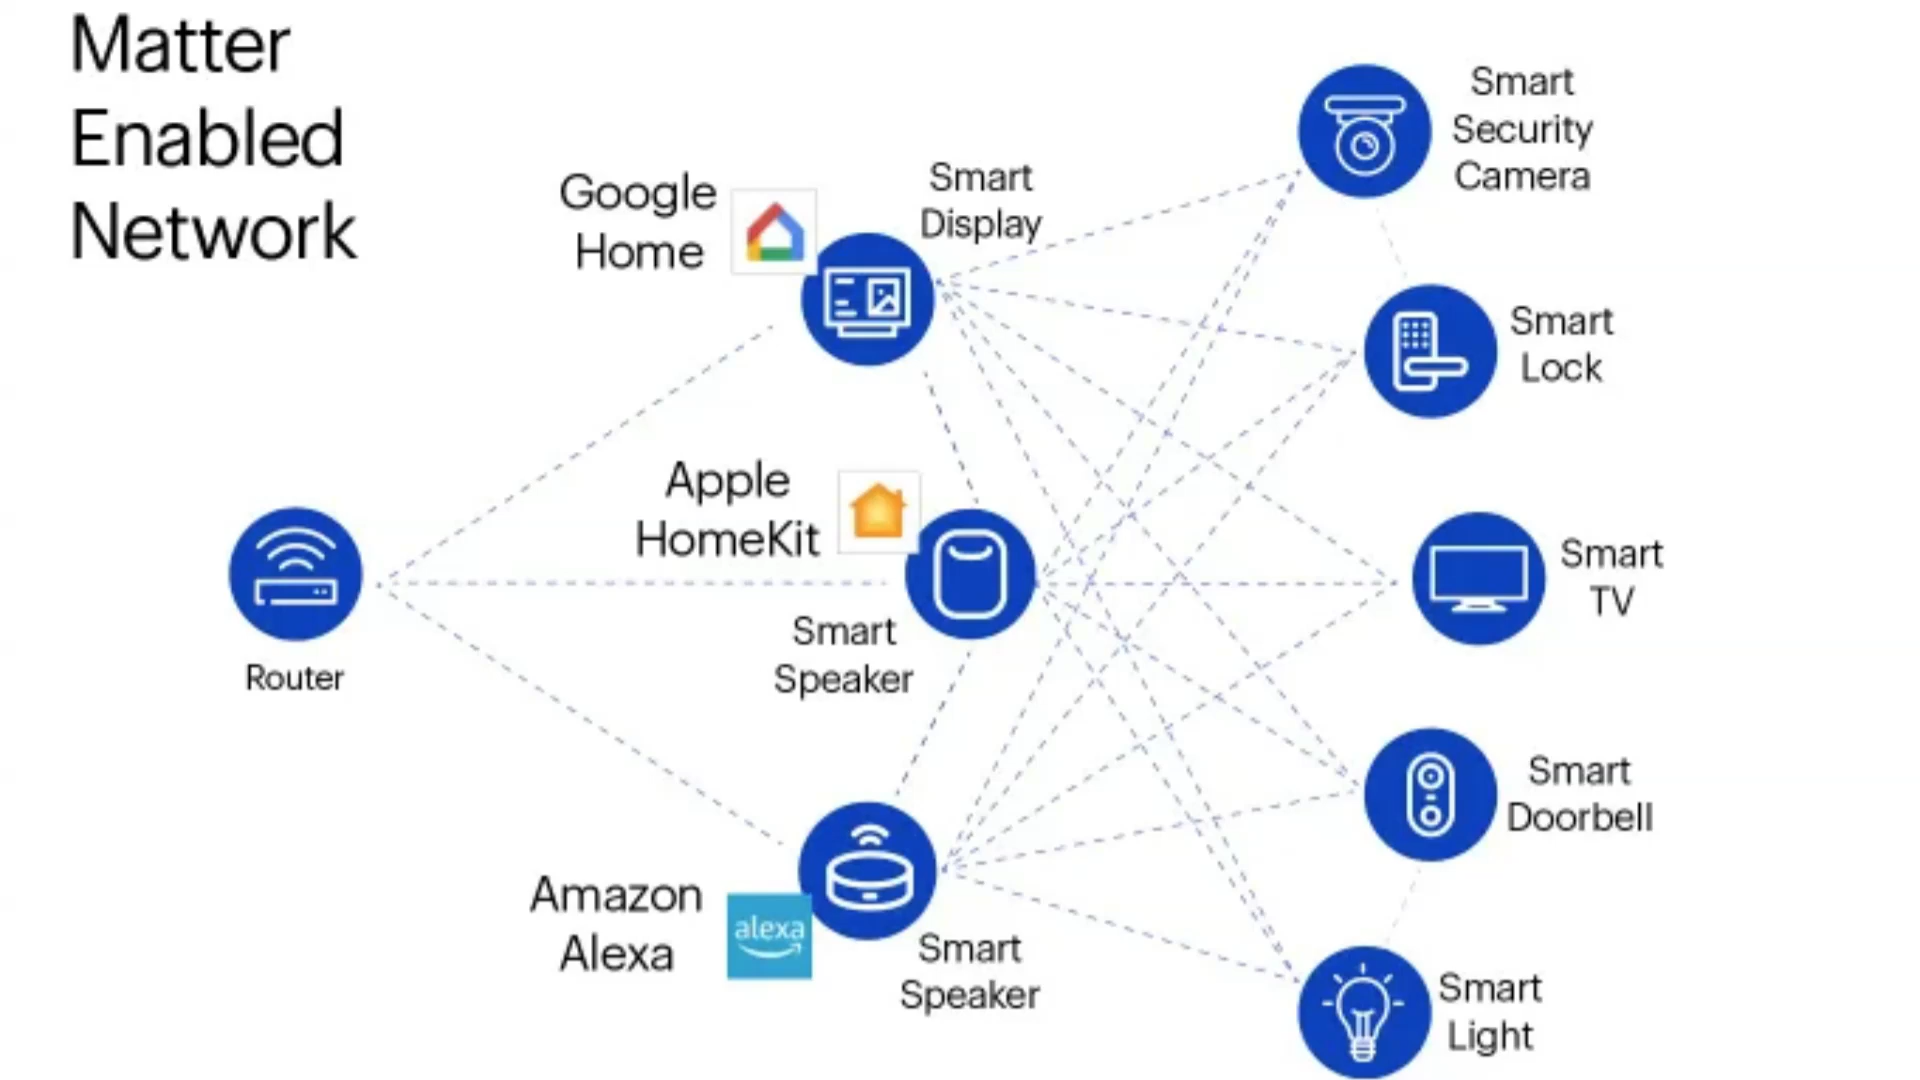 Matter
Enabled
Network
Google
Home
Smart
Display
Smart
Security
Camera
Smart
Lock
Apple
HomeKit
Smart
Speaker
Router
Smart
TV
Smart
Doorbell
Amazon
Alexa
alexa
Smart
Speaker
Smart
Light